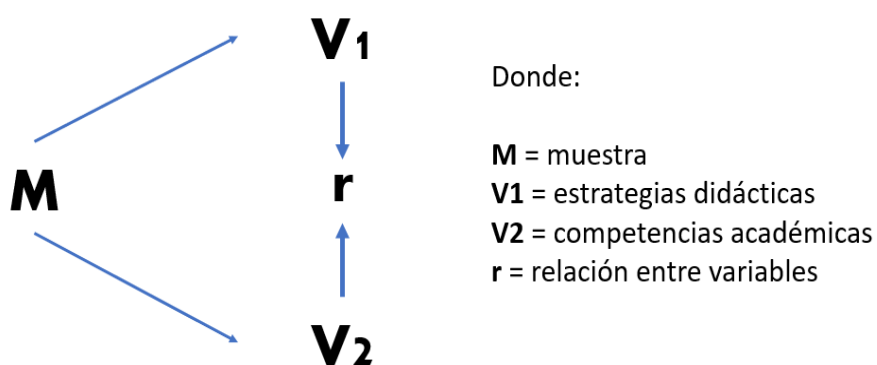 V1
M
r
V2
Donde:
M = muestra
V1 = estrategias didácticas
V2 = competencias académicas
r = relación entre variables